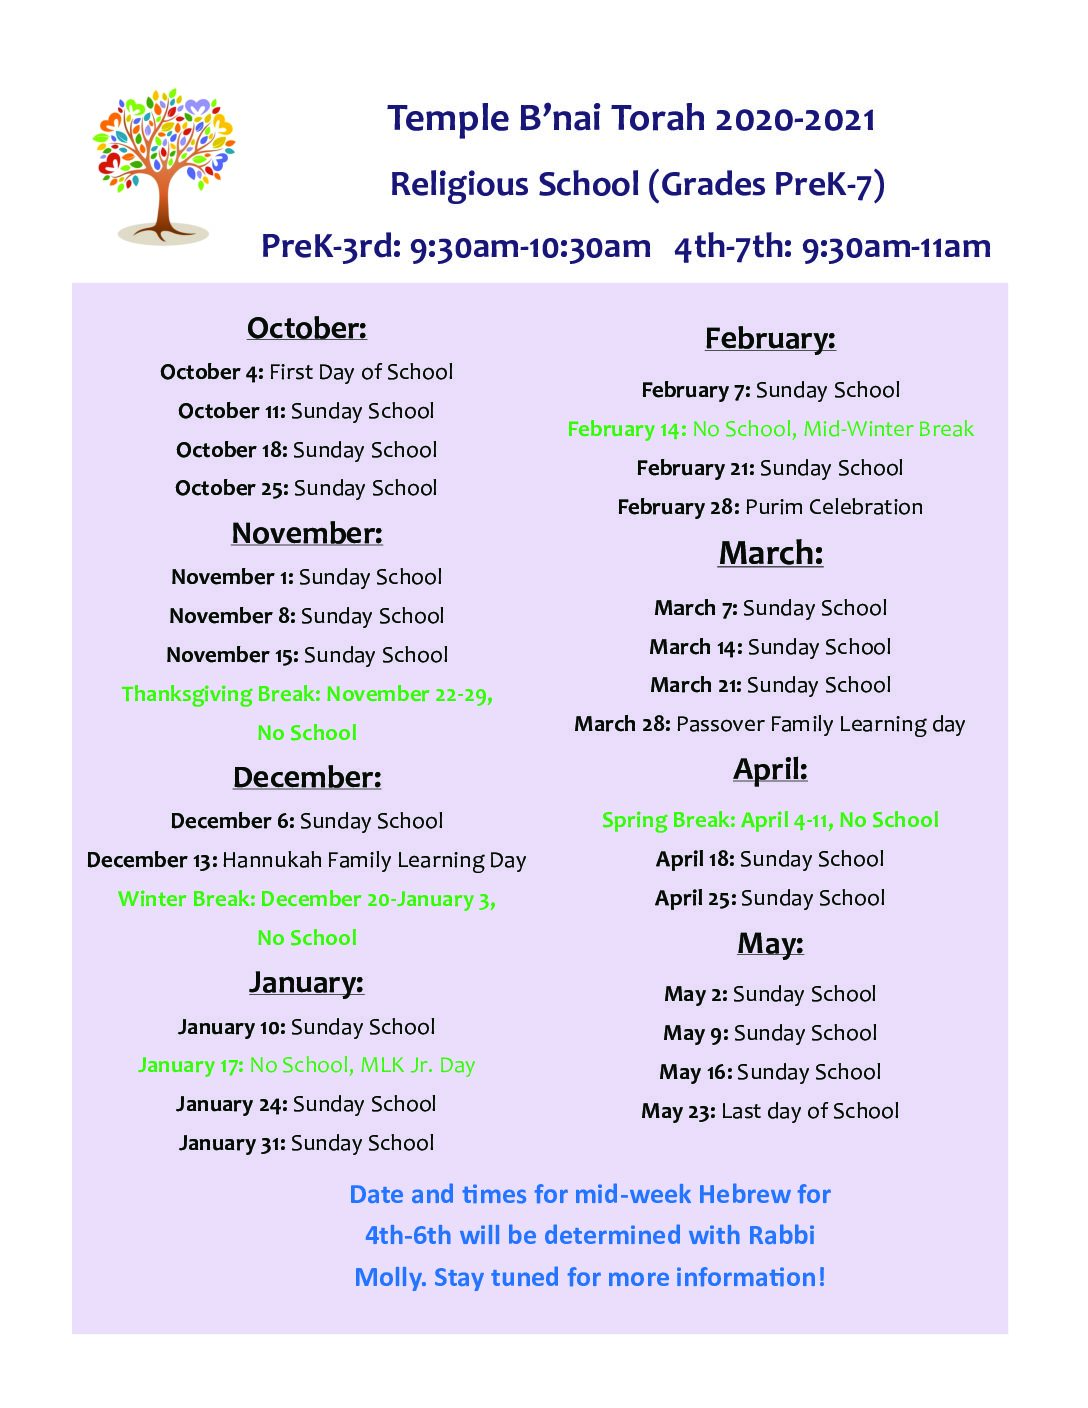 Temple B’nai Torah 2020-2021
Religious School (Grades PreK-7)
PreK-3rd: 9:30am-10:30am 4th-7th: 9:30am-11am
October:
October 4: First Day of School
October 11: Sunday School
October 18: Sunday School
October 25: Sunday School
November:
November 1: Sunday School
November 8: Sunday School
November 15: Sunday School
Thanksgiving Break: November 22-29,
No School
December:
December 6: Sunday School
December 13: Hannukah Family Learning Day
Winter Break: December 20-January 3,
No School
January:
January 10: Sunday School
January 17: No School, MLK Jr. Day
January 24: Sunday School
January 31: Sunday School
February:
February 7: Sunday School
February 14: No School, Mid-Winter Break
February 21: Sunday School
February 28: Purim Celebration
March:
March 7: Sunday School
March 14: Sunday School
March 21: Sunday School
March 28: Passover Family Learning day
April:
Spring Break: April 4-11, No School
April 18: Sunday School
April 25: Sunday School
May:
May 2: Sunday School
May 9: Sunday School
May 16: Sunday School
May 23: Last day of School
Date and times for mid-week Hebrew for
4th-6th will be determined with Rabbi
Molly. Stay tuned for more information!